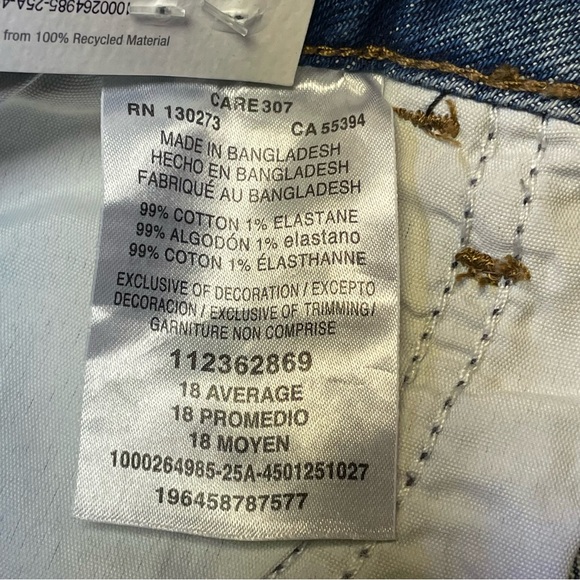 1000264985-25A-4
from 100% Recycled Material
CARE 307
RN 130273 CA 55394
MADE IN BANGLADESH
HECHO EN BANGLADESH
FABRIQUÉ AU BANGLADESH
99% COTTON 1% ELASTANE
99% ALGODÓN 1% elastano
99% COTON 1% ÉLASTHANNE
EXCLUSIVE OF DECORATION / EXCEPTO
DECORACION / EXCLUSIVE OF TRIMMING/
GARNITURE NON COMPRISE
112362869
18 AVERAGE
18 PROMEDIO
18 MOYEN
1000264985-25A-4501251027
196458787577